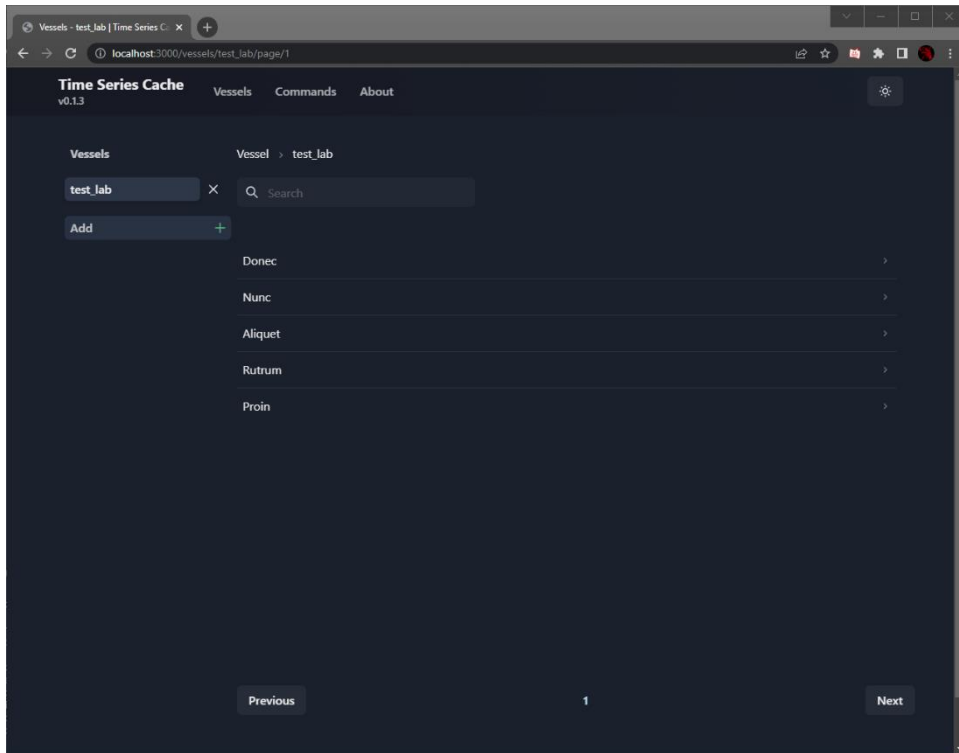 Vessels - test_lab | Time Series C
localhost:3000/vessels/test_lab/page/1
Time Series Cache
v0.1.3
Vessels Commands About
Vessels
test_lab
Add
Vessel > test_lab
Search
Donec
Nunc
Aliquet
Rutrum
Proin
Previous 1 Next